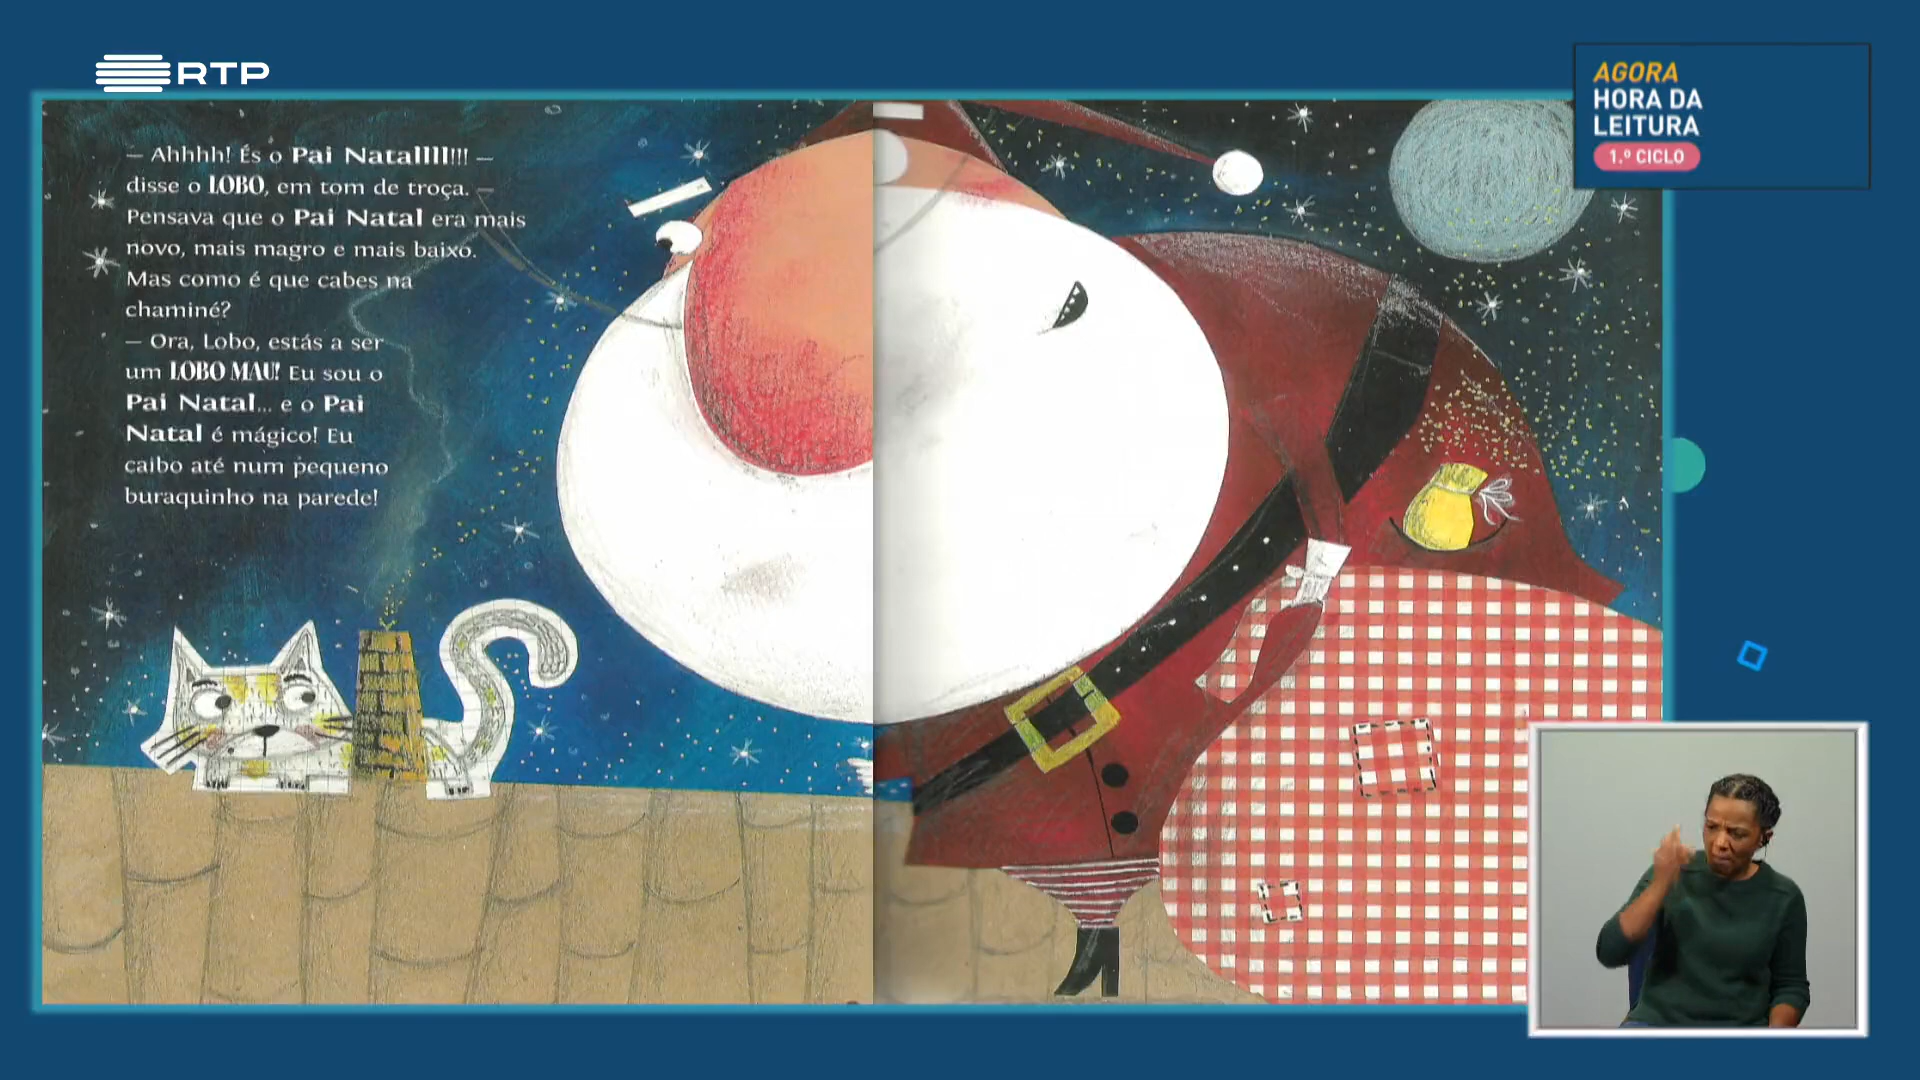 RTP
AGORA
HORA DA
LEITURA
1.º CICLO
— Ahhhh! És o Pai Natallll!!! —
disse o LOBO, em tom de troça. —
Pensava que o Pai Natal era mais
novo, mais magro e mais baixo.
Mas como é que cabes na
chaminé?
— Ora, Lobo, estás a ser
um LOBO MAU! Eu sou o
Pai Natal... e o Pai
Natal é mágico! Eu
caibo até num pequeno
buraquinho na parede!